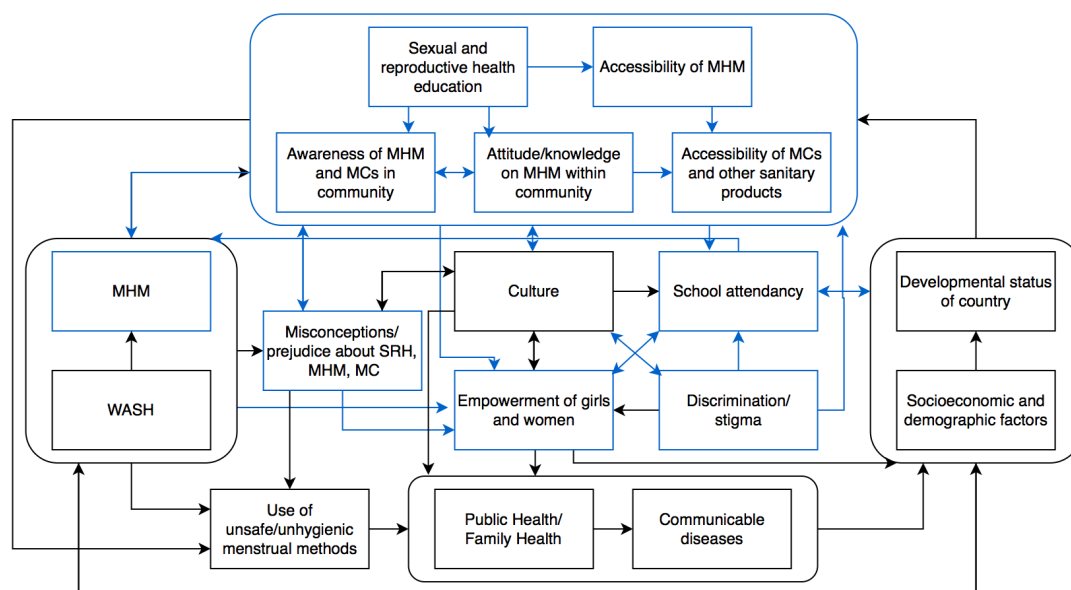 Sexual and
reproductive health
education
Accessibility of MHM
Awareness of MHM
and MCs in
community
Attitude/knowledge
on MHM within
community
Accessibility of MCs
and other sanitary
products
MHM
Culture
School attendancy
Developmental status
of country
Misconceptions/
prejudice about SRH,
MHM, MC
WASH
Empowerment of girls
and women
Discrimination/
stigma
Socioeconomic and
demographic factors
Use of
unsafe/unhygienic
menstrual methods
Public Health/
Family Health
Communicable
diseases